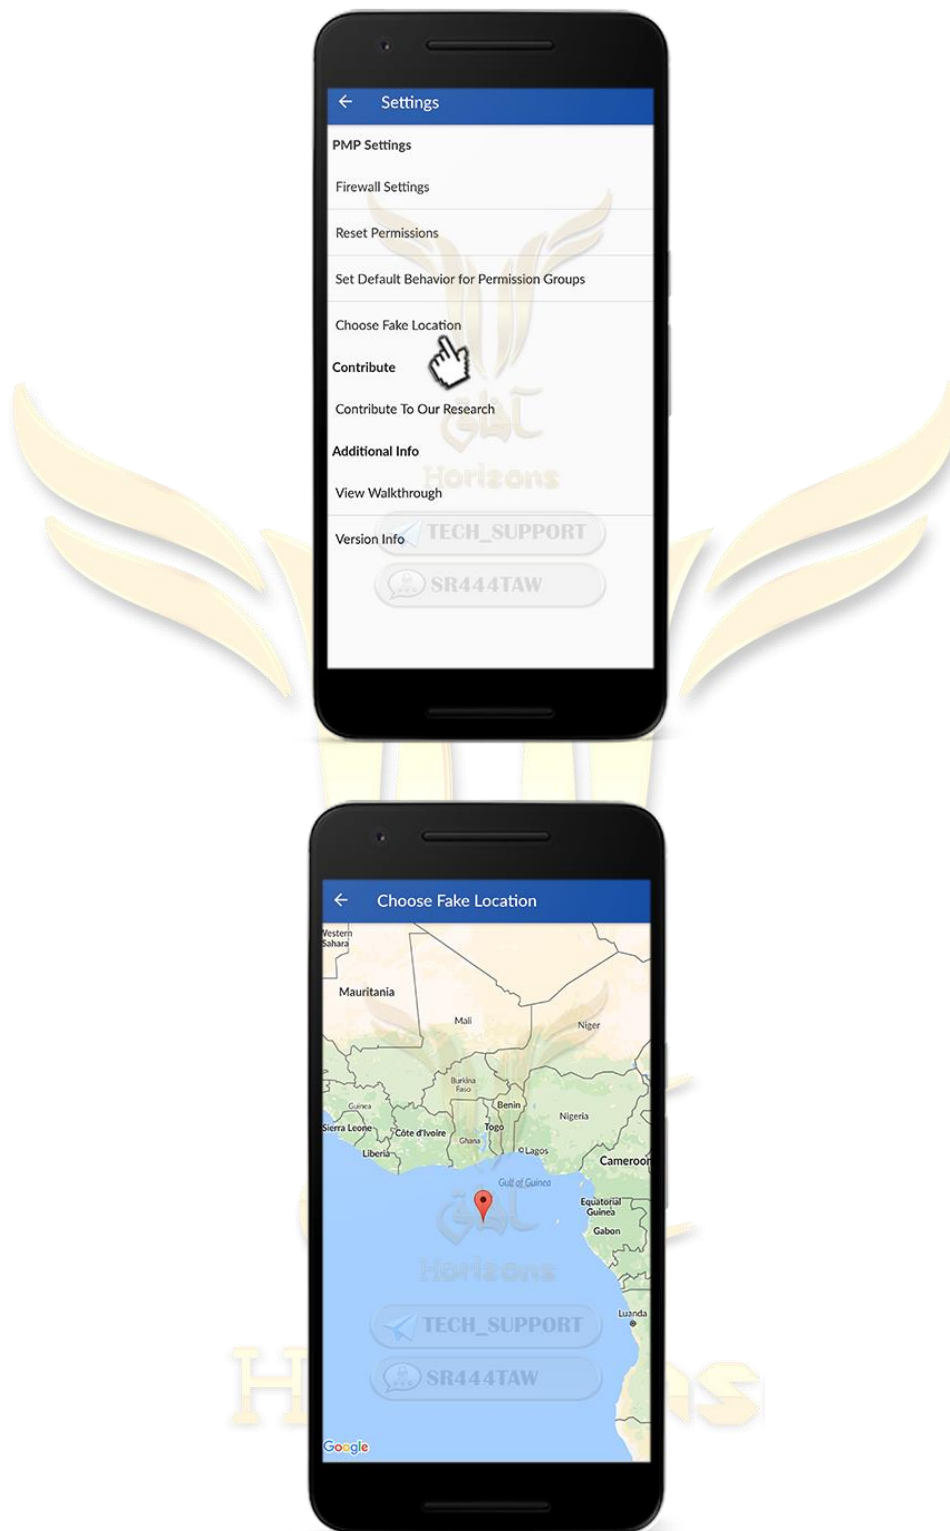 Settings
PMP Settings
Firewall Settings
Reset Permissions
Set Default Behavior for Permission Groups
Choose Fake Location
Contribute
Contribute To Our Research
آفاق
Additional Info
Horizons
View Walkthrough
TECH_SUPPORT
Version Info
SR444TAW
Choose Fake Location
Western
Sahara
Mauritania
Mali
Niger
Burkina
Faso
Guinea
Benin
Nigeria
Sierra Leone
Côte d'Ivoire
Ghana
Togo
Liberia
Lagos
Cameroon
Gulf of Guinea
Equatorial
Guinea
Gabon
آفاق
Horizons
Luanda
TECH_SUPPORT
SR444TAW
Google